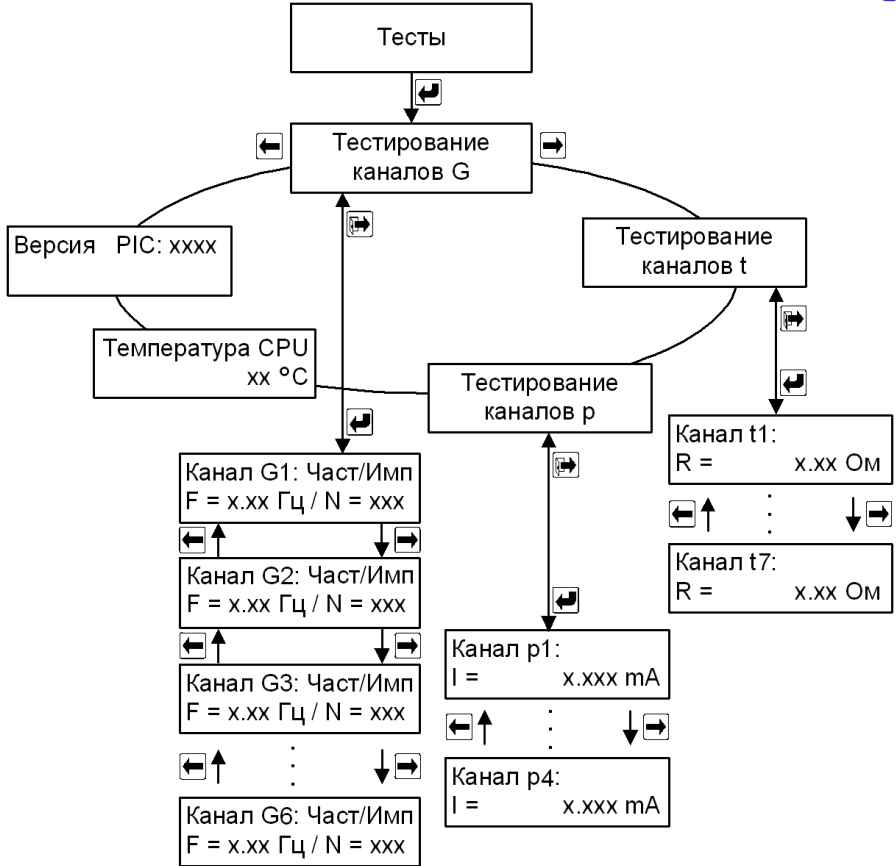 Тесты
Тестирование
каналов G
Версия PIC: xxxx
Тестирование
каналов t
Температура CPU
xx °C
Тестирование
каналов p
Канал G1: Част/Имп
F = x.xx Гц / N = xxx
Канал G2: Част/Имп
F = x.xx Гц / N = xxx
Канал G3: Част/Имп
F = x.xx Гц / N = xxx
Канал G6: Част/Имп
F = x.xx Гц / N = xxx
Канал p1:
I = x.xxx mA
Канал p4:
I = x.xxx mA
Канал t1:
R = x.xx Ом
Канал t7:
R = x.xx Ом